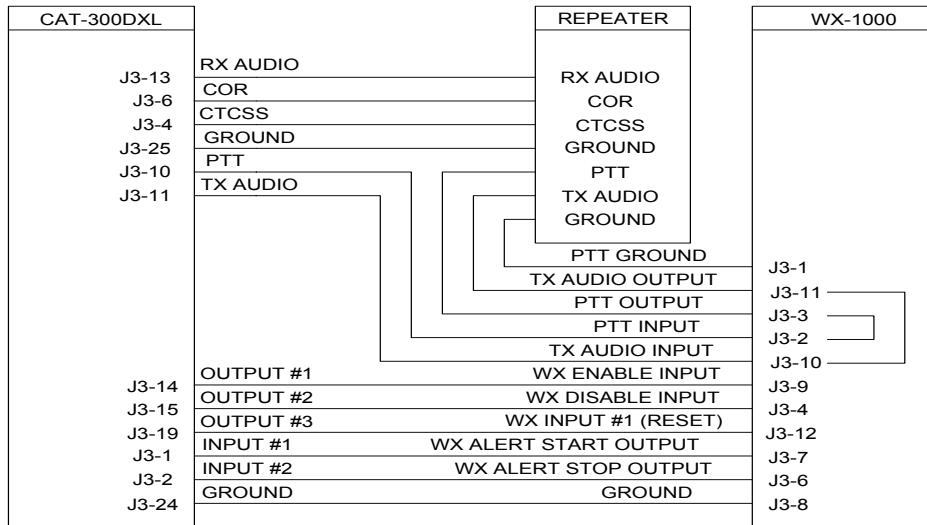 CAT-300DXL REPEATER WX-1000
J3-13 RX AUDIO RX AUDIO
J3-6 COR COR
J3-4 CTCSS CTCSS
J3-25 GROUND GROUND
J3-10 PTT PTT
J3-11 TX AUDIO TX AUDIO
GROUND
PTT GROUND J3-1
TX AUDIO OUTPUT J3-11
PTT OUTPUT J3-3
PTT INPUT J3-2
TX AUDIO INPUT J3-10
J3-14 OUTPUT #1 WX ENABLE INPUT J3-9
J3-15 OUTPUT #2 WX DISABLE INPUT J3-4
J3-19 OUTPUT #3 WX INPUT #1 (RESET) J3-12
J3-1 INPUT #1 WX ALERT START OUTPUT J3-7
J3-2 INPUT #2 WX ALERT STOP OUTPUT J3-6
J3-24 GROUND GROUND J3-8